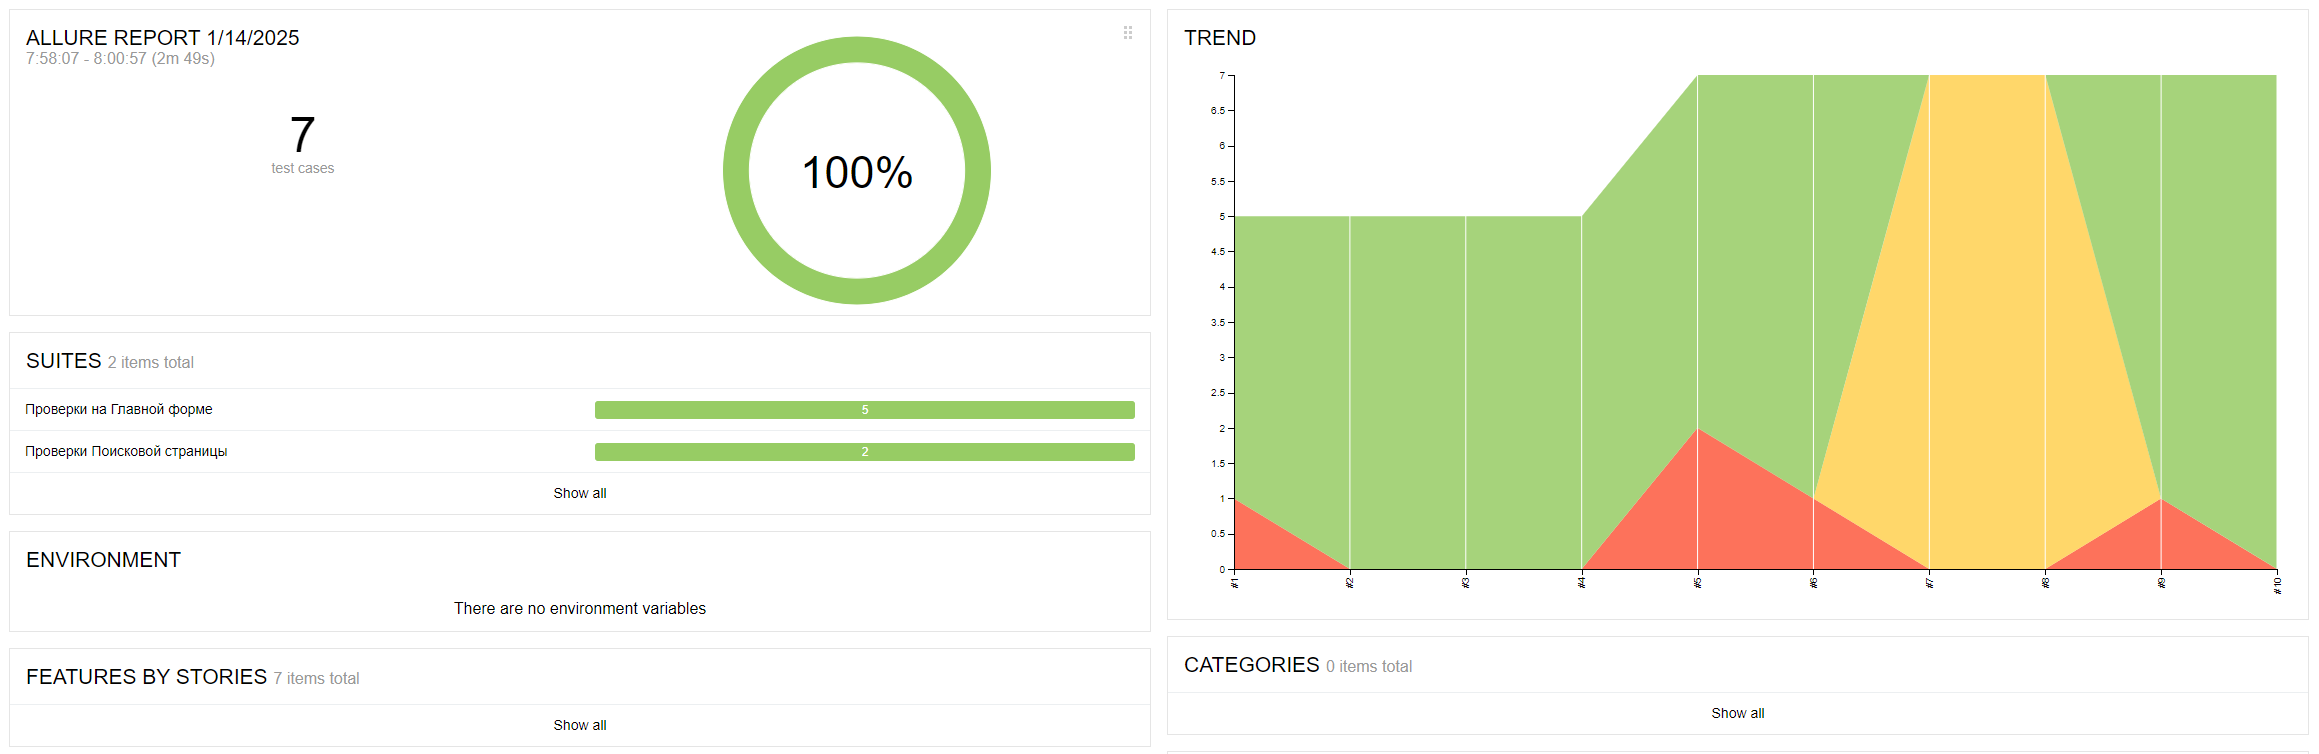 ALLURE REPORT 1/14/2025
7:58:07 - 8:00:57 (2m 49s)
7
test cases
100%
SUITES 2 items total
Проверки на Главной форме 5
Проверки Поисковой страницы 2
Show all
ENVIRONMENT
There are no environment variables
FEATURES BY STORIES 7 items total
Show all
TREND
7
6.5
6
5.5
5
4.5
4
3.5
3
2.5
2
1.5
1
0.5
0
#1 #2 #3 #4 #5 #6 #7 #8 #9 #10
CATEGORIES 0 items total
Show all